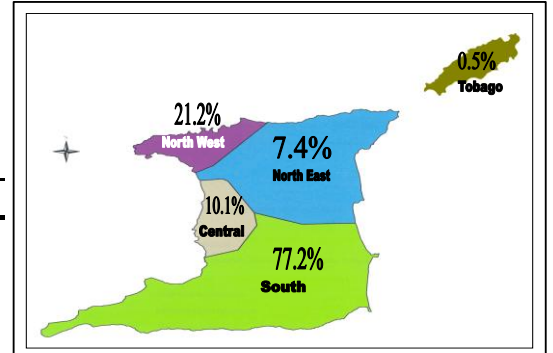 0.5%
Tobago
21.2%
North West
7.4%
North East
10.1%
Central
77.2%
South